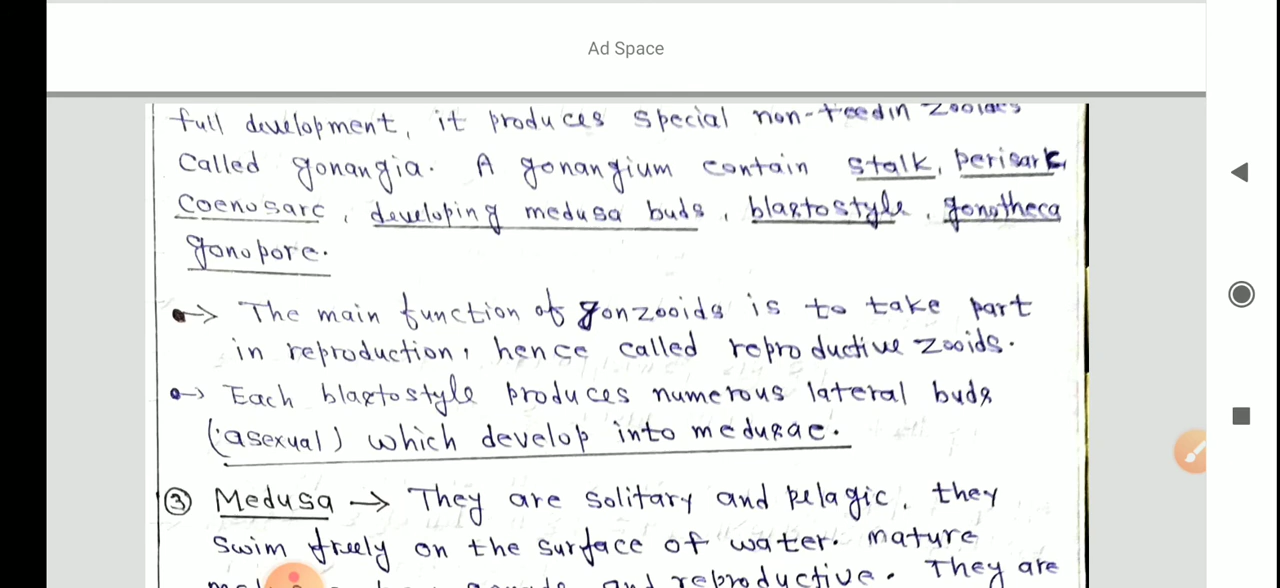 Ad Space
full development, it produces special non-feedin zooids
Called gonangia. A gonangium contain stalk, perisark,
Coenosarc, developing medusa buds, blastostyle, gonotheca
gonopore.
→ The main function of gonzooids is to take part
in reproduction, hence called reproductive zooids.
→ Each blastostyle produces numerous lateral buds
(asexual) which develop into medusae.
③ Medusa → They are solitary and pelagic. they
swim freely on the surface of water. mature
and reproductive. They are